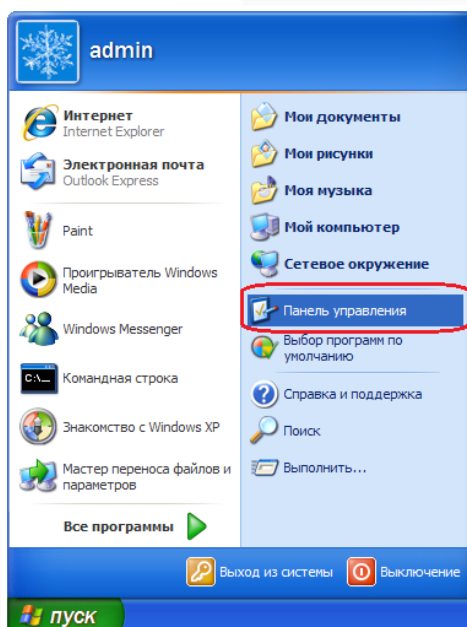 admin
Интернет
Internet Explorer
Электронная почта
Outlook Express
Paint
Проигрыватель Windows
Media
Windows Messenger
C:\_
Командная строка
Знакомство с Windows XP
Мастер переноса файлов и
параметров
Все программы
Мои документы
Мои рисунки
Моя музыка
Мой компьютер
Сетевое окружение
Панель управления
Выбор программ по
умолчанию
Справка и поддержка
Поиск
Выполнить...
Выход из системы
Выключение
пуск